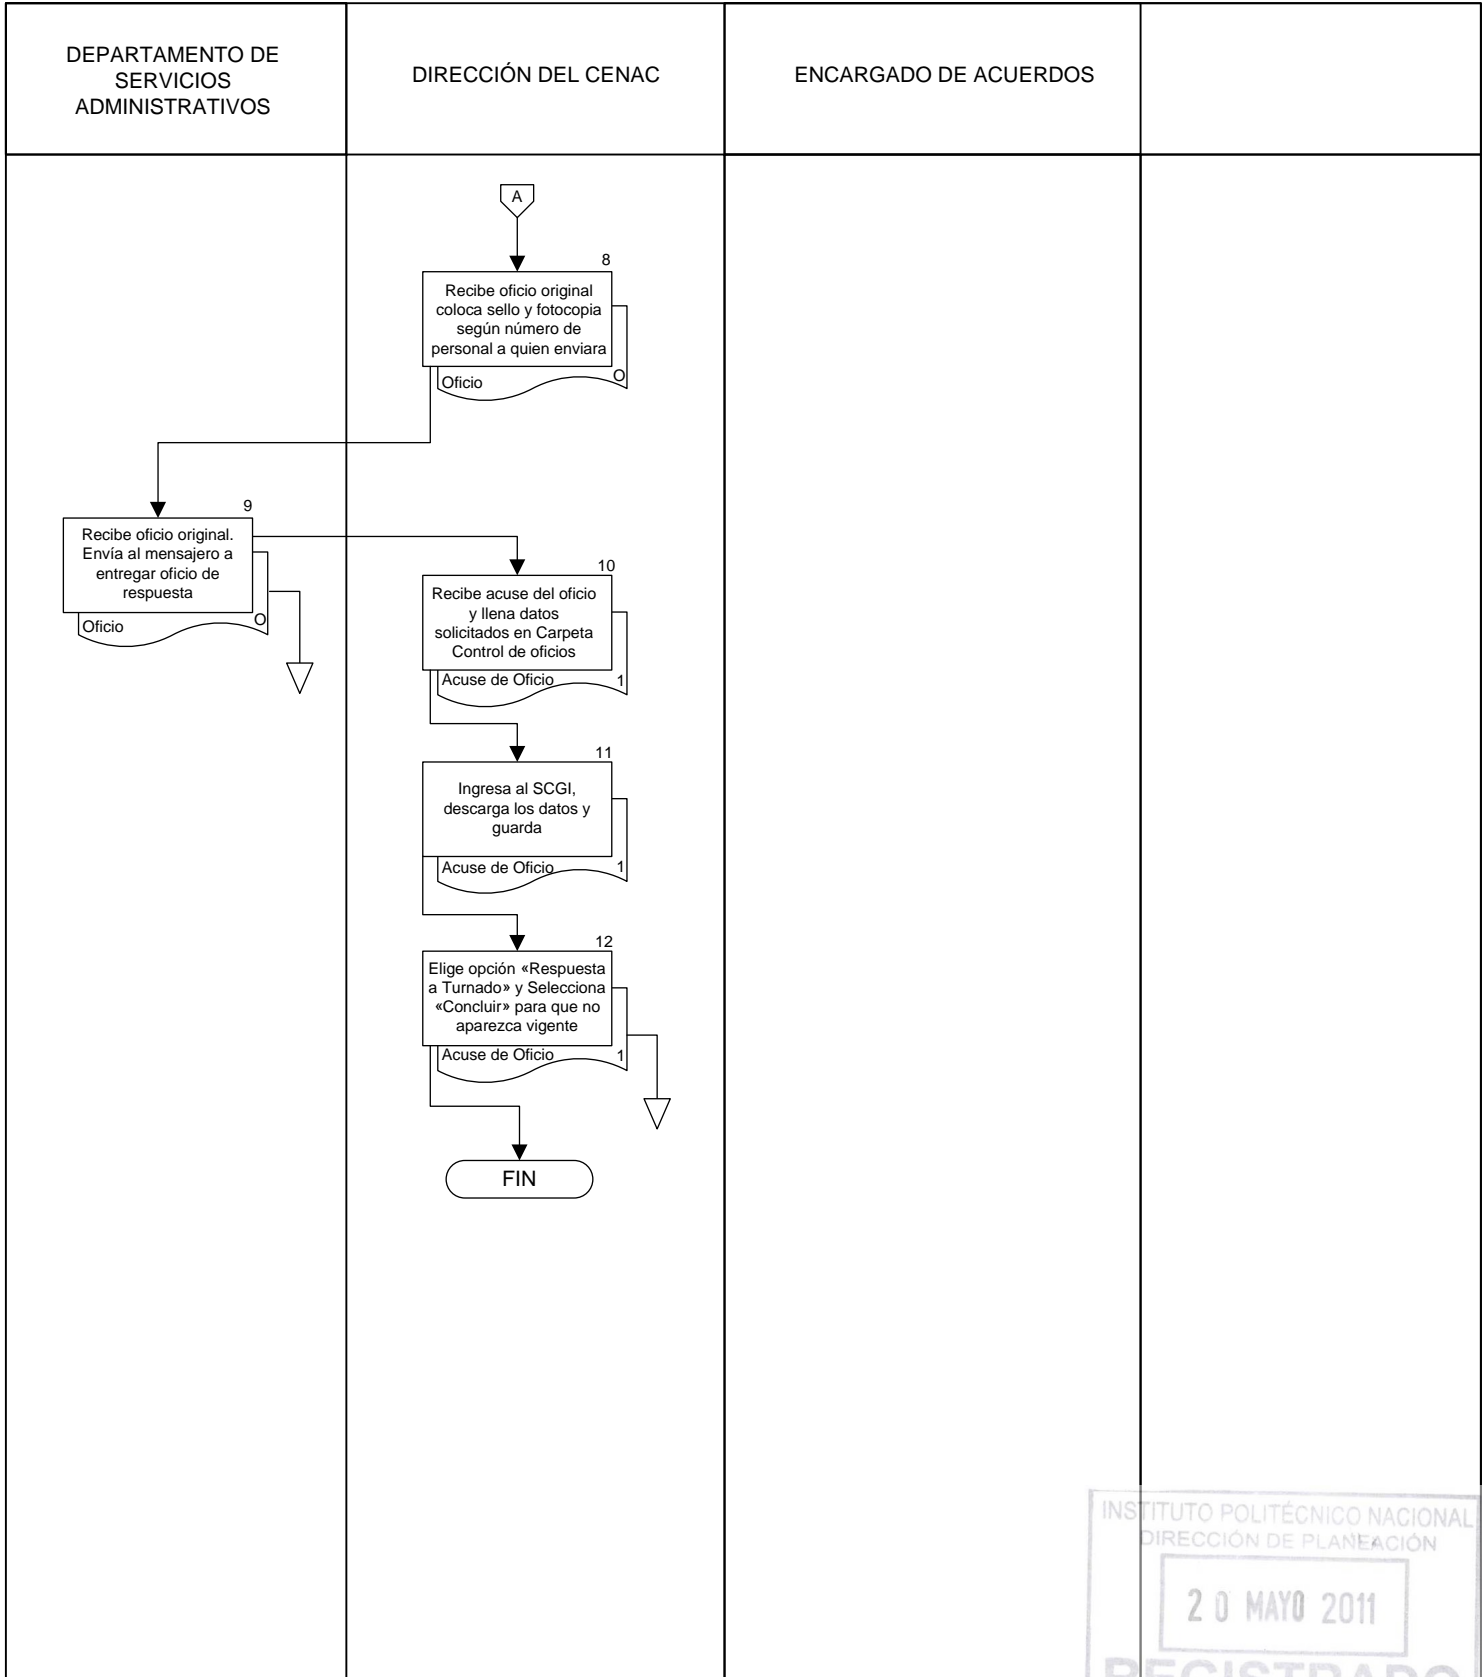 DEPARTAMENTO DE
SERVICIOS
ADMINISTRATIVOS
DIRECCIÓN DEL CENAC
ENCARGADO DE ACUERDOS
A
8
Recibe oficio original
coloca sello y fotocopia
según número de
personal a quien enviara
Oficio O
9
Recibe oficio original.
Envía al mensajero a
entregar oficio de
respuesta
Oficio O
10
Recibe acuse del oficio
y llena datos
solicitados en Carpeta
Control de oficios
Acuse de Oficio 1
11
Ingresa al SCGI,
descarga los datos y
guarda
Acuse de Oficio 1
12
Elige opción «Respuesta
a Turnado» y Selecciona
«Concluir» para que no
aparezca vigente
Acuse de Oficio 1
FIN
INSTITUTO POLITÉCNICO NACIONAL
DIRECCIÓN DE PLANEACIÓN
20 MAYO 2011
REGISTRADO